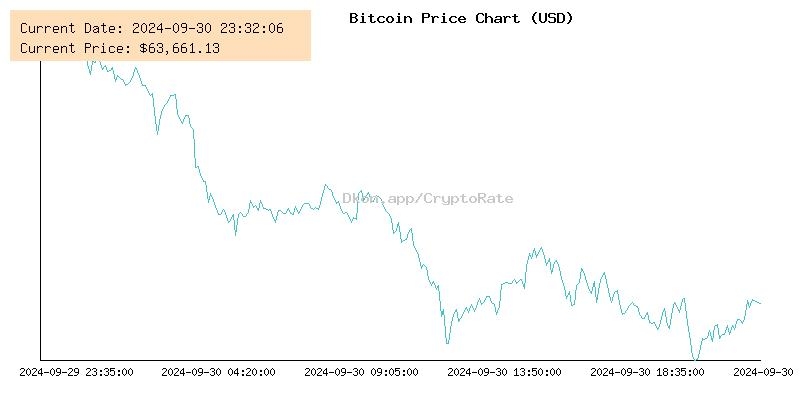 Bitcoin Price Chart (USD)
Current Date: 2024-09-30 23:32:06
Current Price: $63,661.13
DKon.app/CryptoRate
2024-09-29 23:35:00 2024-09-30 04:20:00 2024-09-30 09:05:00 2024-09-30 13:50:00 2024-09-30 18:35:00 2024-09-30